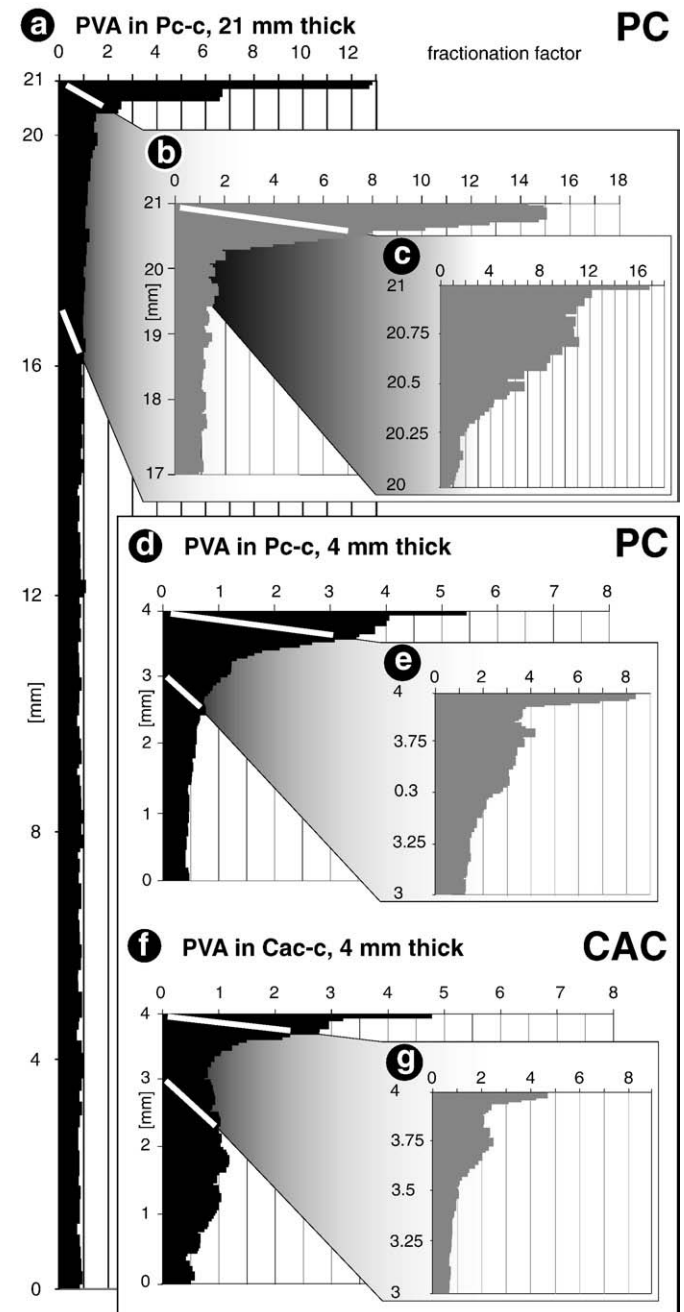 a PVA in Pc-c, 21 mm thick PC
0 2 4 6 8 10 12
fractionation factor
21
20
16
12
[mm]
8
4
0
b
0 2 4 6 8 10 12 14 16 18
21
20
[mm]
19
18
17
c
0 4 8 12 16
21
20.75
20.5
20.25
20
d PVA in Pc-c, 4 mm thick PC
0 1 2 3 4 5 6 7 8
4
3
[mm]
2
1
0
e
0 2 4 6 8
4
3.75
0.3
3.25
3
f PVA in Cac-c, 4 mm thick CAC
0 1 2 3 4 5 6 7 8
4
3
[mm]
2
1
0
g
0 2 4 6 8
4
3.75
3.5
3.25
3